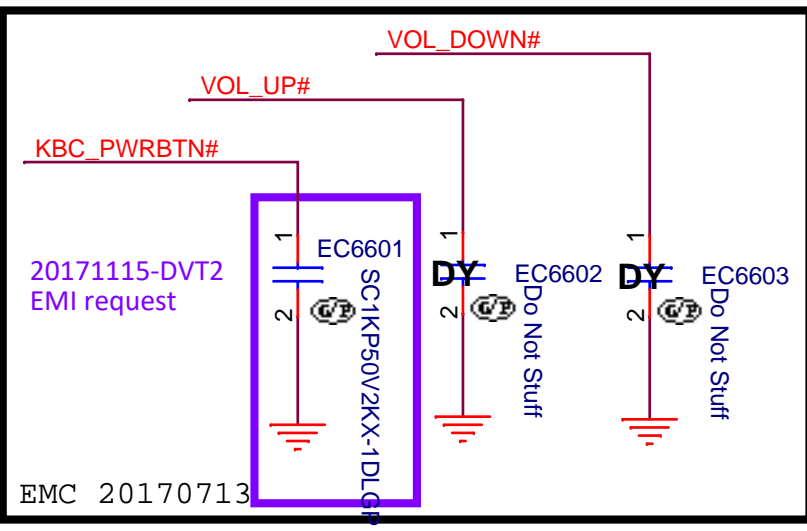 VOL_DOWN#
VOL_UP#
KBC_PWRBTN#
20171115-DVT2
EMI request
1
EC6601
2
G/P
SC1KP50V2KX-1DLGP
1
DY
EC6602
2
G/P
Do Not Stuff
1
DY
EC6603
2
G/P
Do Not Stuff
EMC 20170713